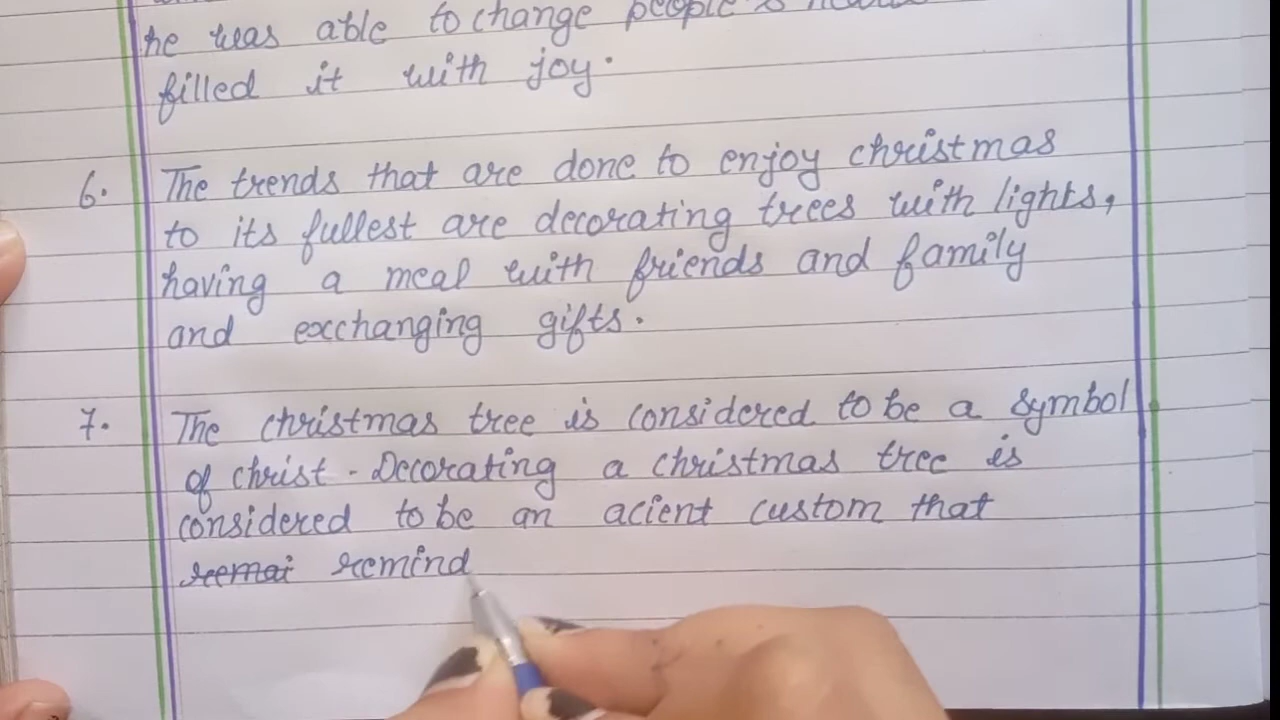 he was able to change people's
filled it with joy.
6. The trends that are done to enjoy christmas
to its fullest are decorating trees with lights,
having a meal with friends and family
and exchanging gifts.
7. The christmas tree is considered to be a symbol
of christ. Decorating a christmas tree is
considered to be an acient custom that
remai remind